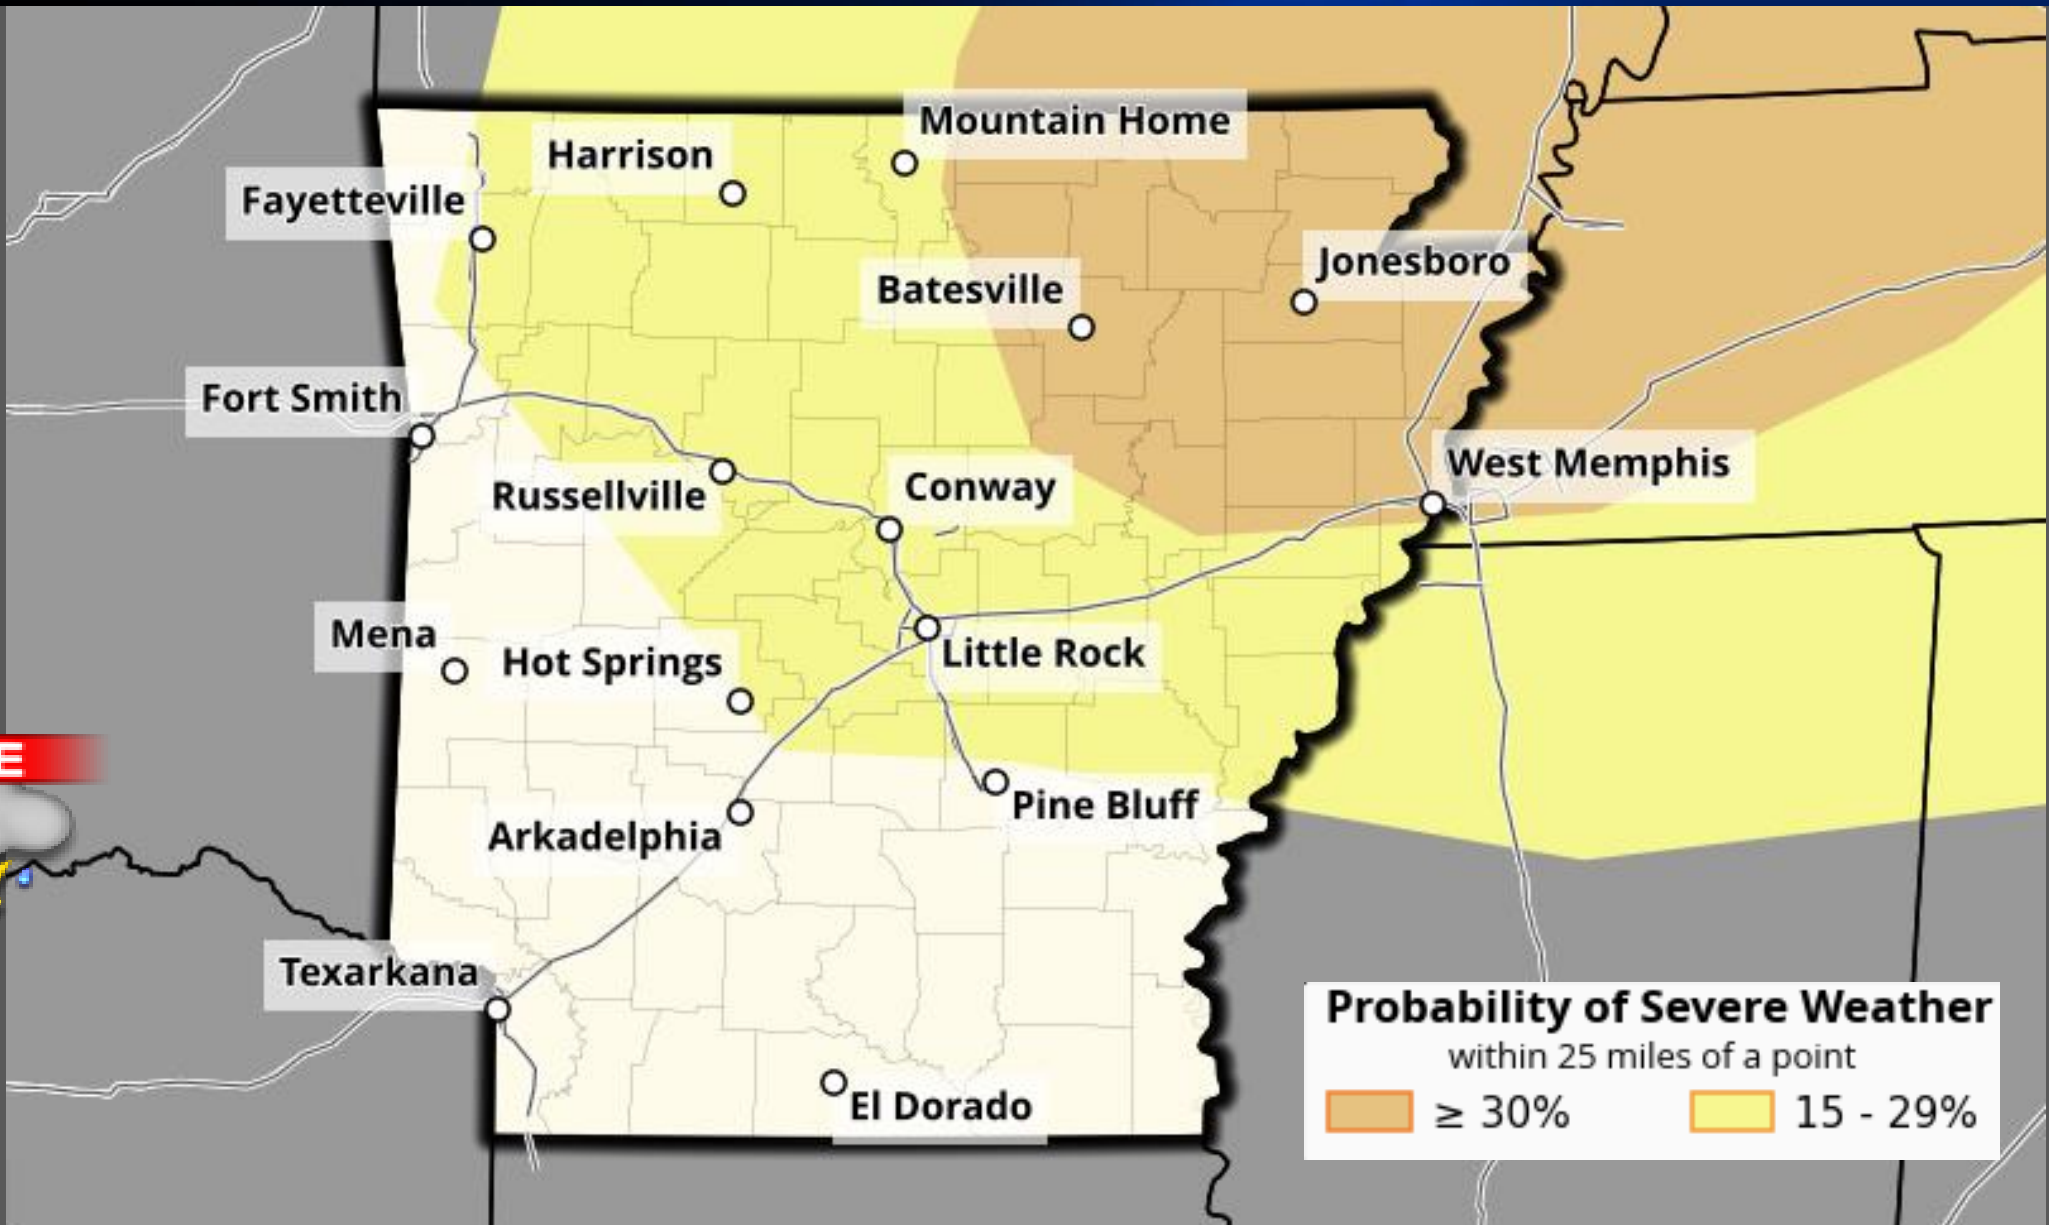 Mountain Home
Harrison
Fayetteville
Jonesboro
Batesville
Fort Smith
West Memphis
Conway
Russellville
Mena
Little Rock
Hot Springs
E
Pine Bluff
Arkadelphia
Texarkana
El Dorado
Probability of Severe Weather
within 25 miles of a point
≥ 30% 15 - 29%